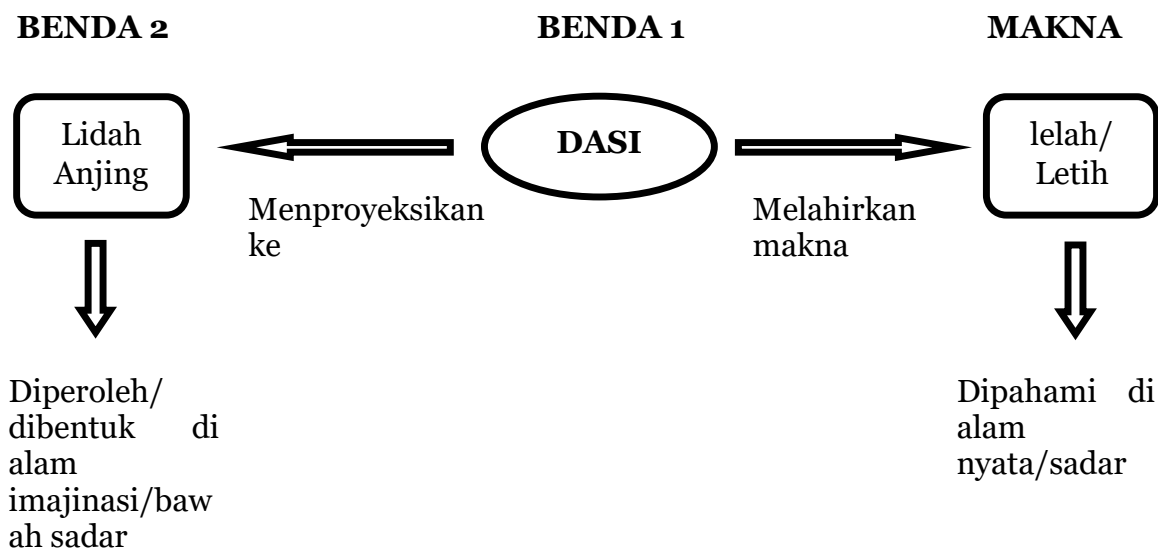 BENDA 2
BENDA 1
MAKNA
Lidah
Anjing
DASI
lelah/
Letih
Menproyeksikan
ke
Melahirkan
makna
Diperoleh/
dibentuk di
alam
imajinasi/baw
ah sadar
Dipahami di
alam
nyata/sadar